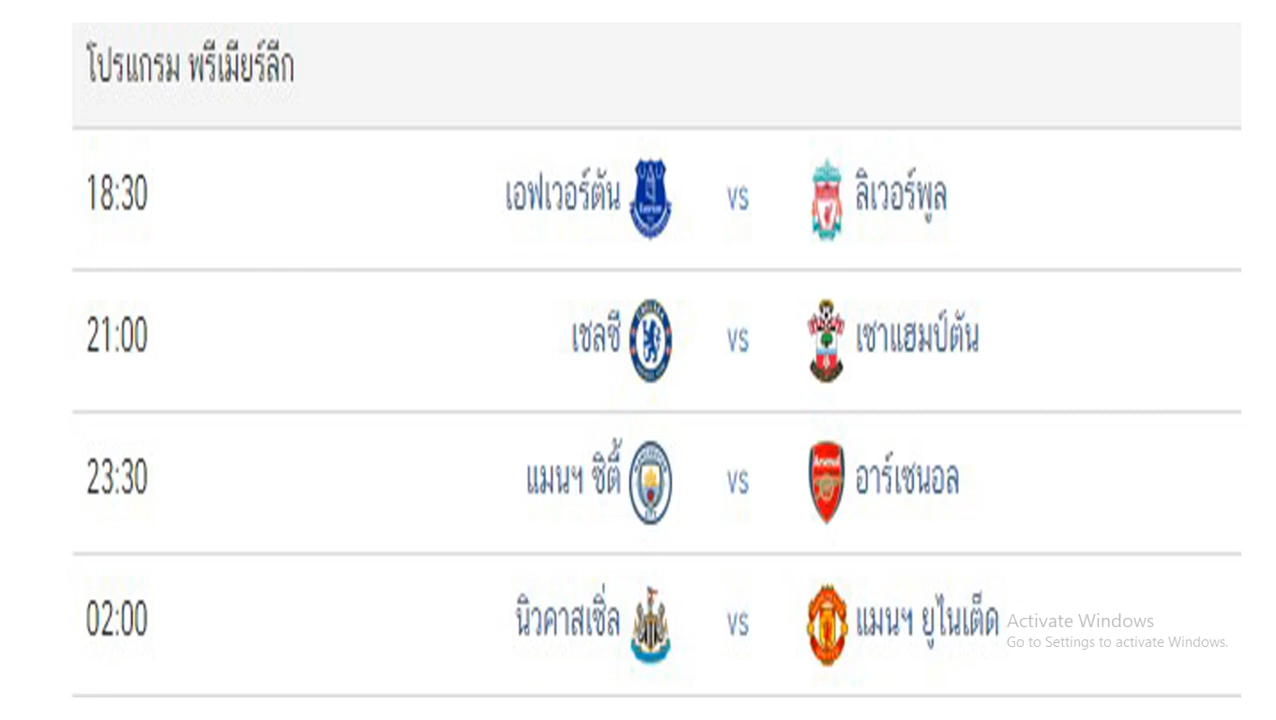 โปรแกรม พรีเมียร์ลีก
18:30 เอฟเวอร์ตัน vs ลิเวอร์พูล
21:00 เชลซี vs เซาแฮมป์ตัน
23:30 แมนฯ ซิตี้ vs อาร์เซนอล
02:00 นิวคาสเซิ่ล vs แมนฯ ยูไนเต็ด
Activate Windows
Go to Settings to activate Windows.